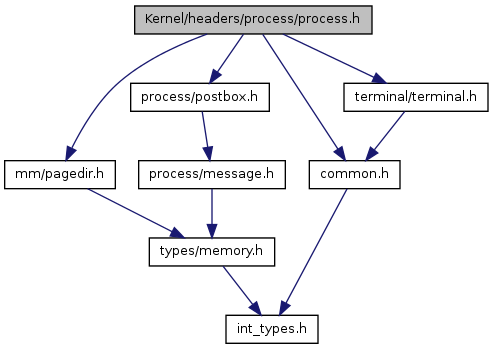 Kernel/headers/process/process.h
process/postbox.h
terminal/terminal.h
mm/pagedir.h
process/message.h
common.h
types/memory.h
int_types.h